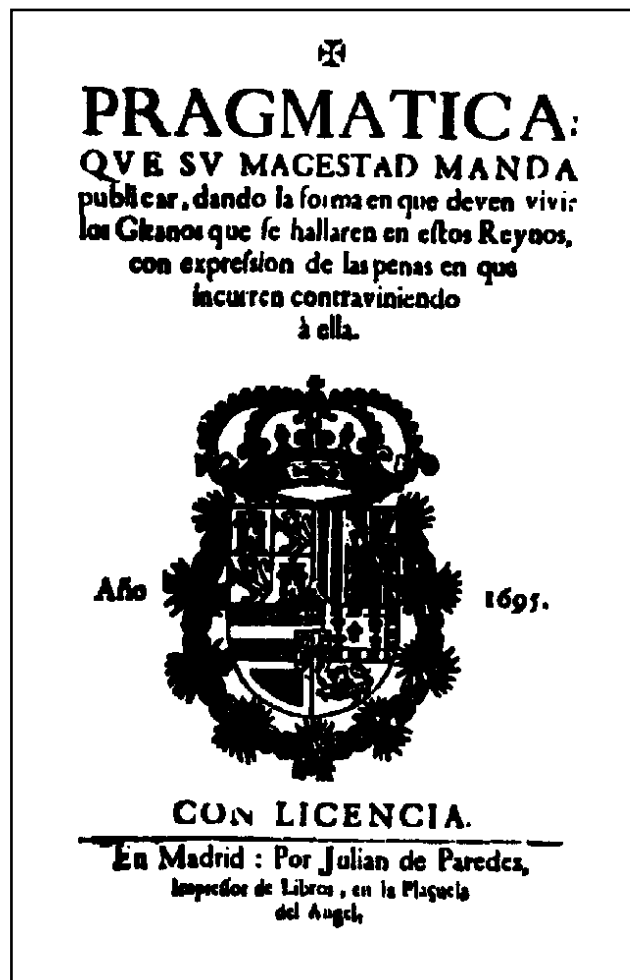 PRAGMATICA:
QVE SV MAGESTAD MANDA
publicar, dando la forma en que deven vivir
los Gitanos que ſe hallaren en eſtos Reynos,
con expreſsion de las penas en que
incurren contraviniendo
à ella.
Año 1695.
CON LICENCIA.
En Madrid : Por Julian de Paredes,
Impreſſor de Libros, en la Plaçuela
del Angel.